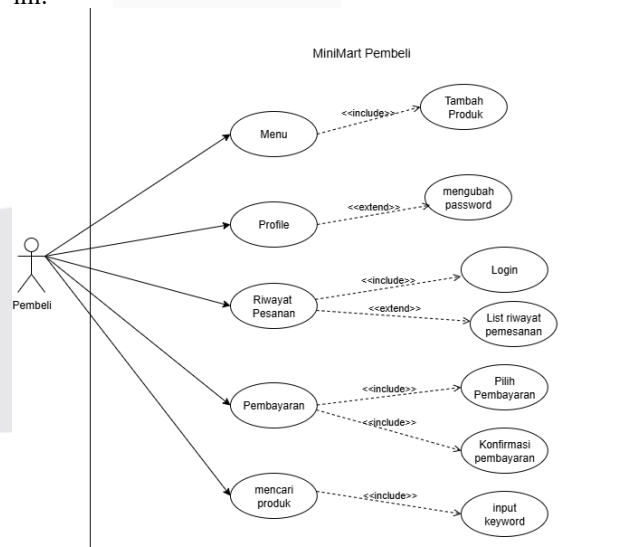 MiniMart Pembeli
Tambah
Produk
<<include>>
Menu
mengubah
password
<<extend>>
Profile
Pembeli
Login
<<include>>
Riwayat
Pesanan
<<extend>>
List riwayat
pemesanan
Pilih
Pembayaran
<<include>>
Pembayaran
<<include>>
Konfirmasi
pembayaran
mencari
produk
<<include>>
input
keyword